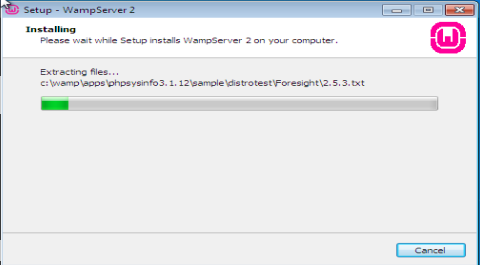 Setup - WampServer 2
Installing
Please wait while Setup installs WampServer 2 on your computer.
Extracting files...
c:\wamp\apps\phpsysinfo3.1.12\sample\distrotest\Foresight\2.5.3.txt
Cancel